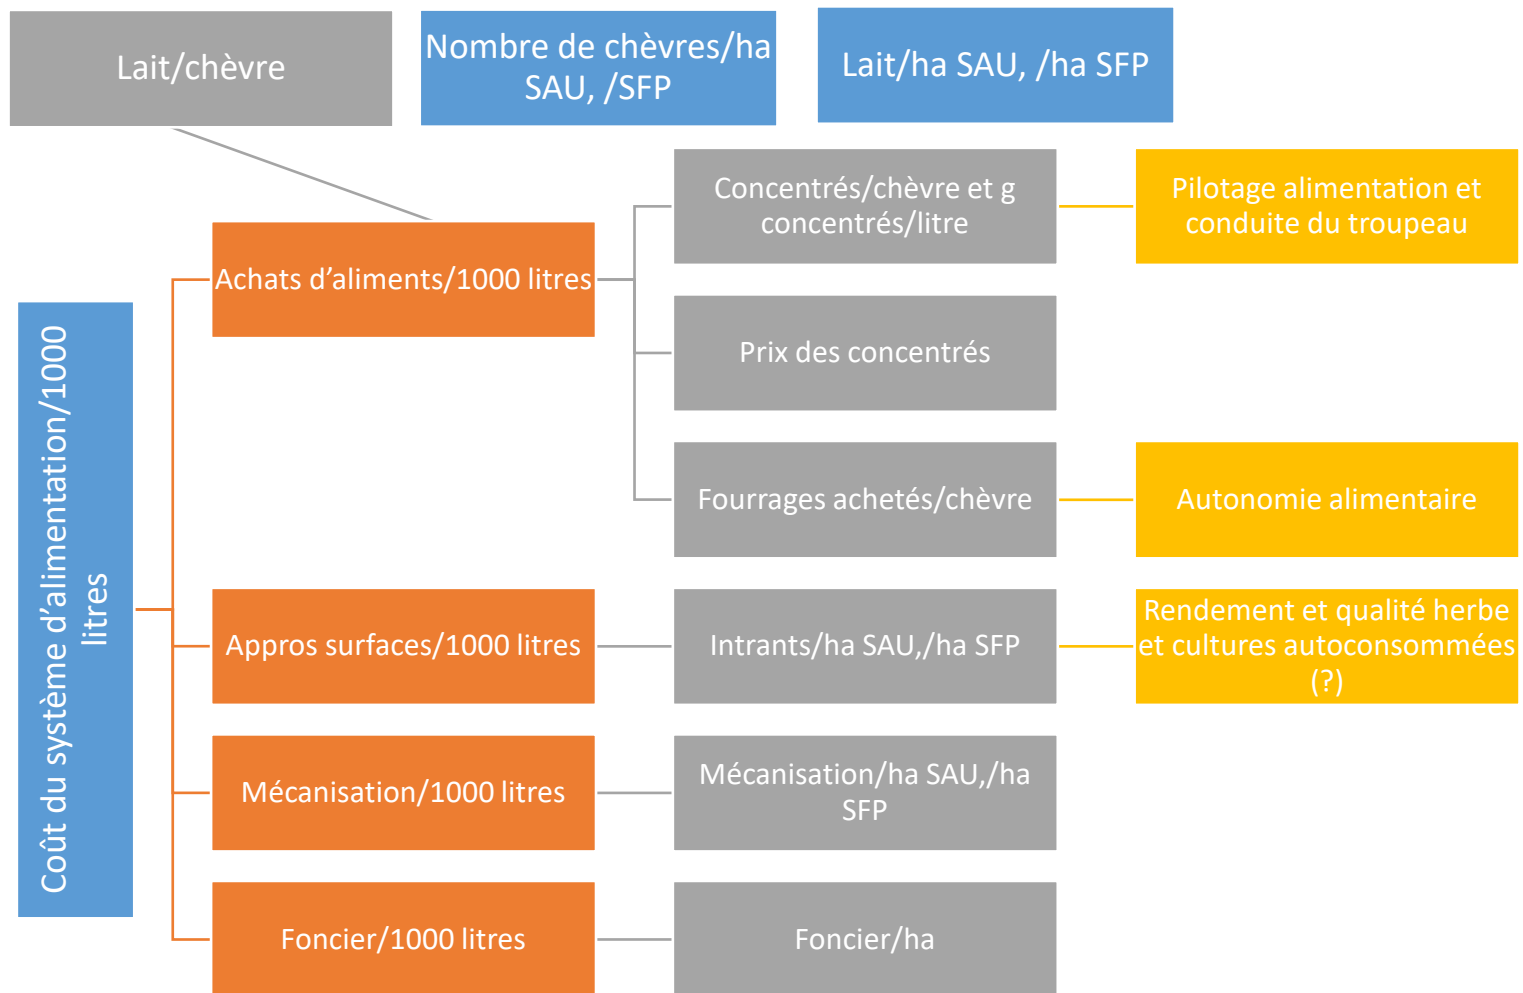 Lait/chèvre
Nombre de chèvres/ha
SAU, /SFP
Lait/ha SAU, /ha SFP
Coût du système d’alimentation/1000
litres
Achats d’aliments/1000 litres
Concentrés/chèvre et g
concentrés/litre
Pilotage alimentation et
conduite du troupeau
Prix des concentrés
Fourrages achetés/chèvre
Autonomie alimentaire
Appros surfaces/1000 litres
Intrants/ha SAU,/ha SFP
Rendement et qualité herbe
et cultures autoconsommées
(?)
Mécanisation/1000 litres
Mécanisation/ha SAU,/ha
SFP
Foncier/1000 litres
Foncier/ha